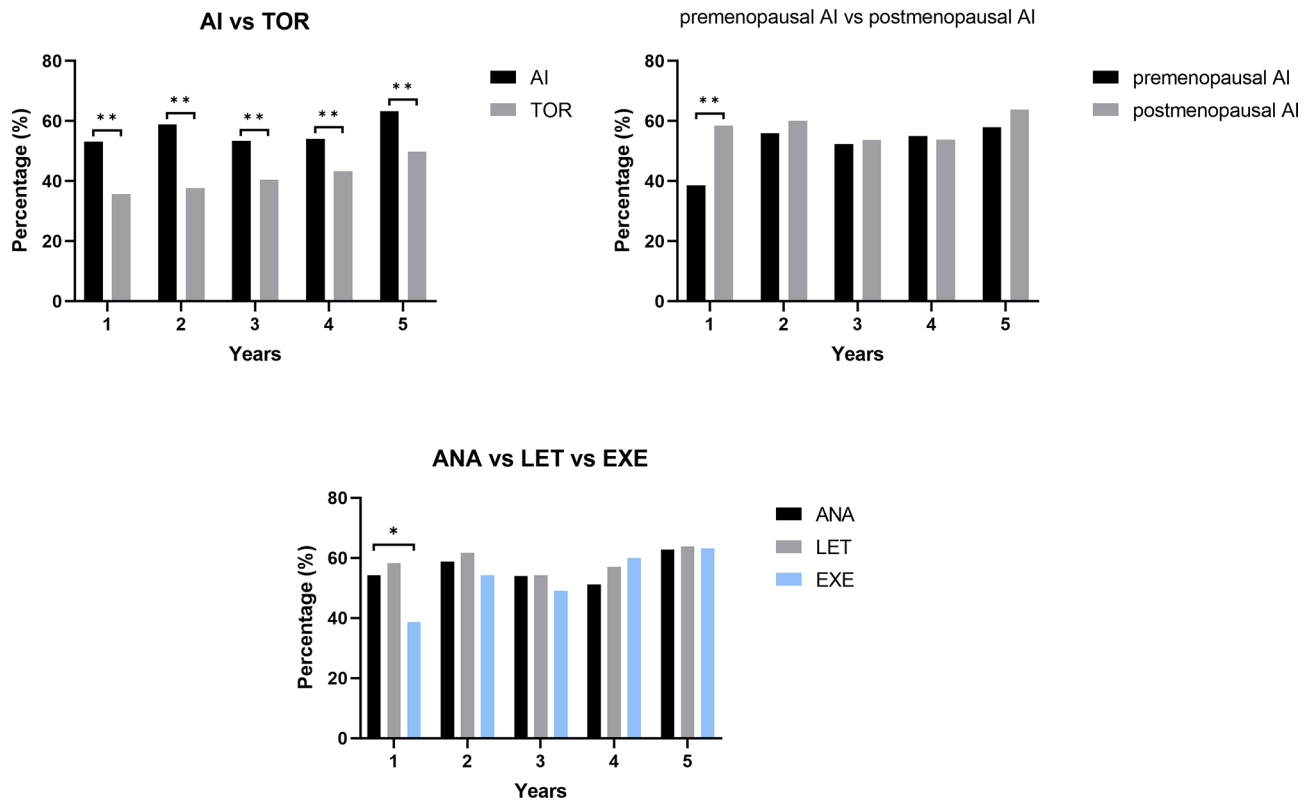 AI vs TOR
80
60
40
20
0
Percentage (%)
** ** ** ** **
1 2 3 4 5
Years
AI
TOR
premenopausal AI vs postmenopausal AI
80
60
40
20
0
Percentage (%)
**
1 2 3 4 5
Years
premenopausal AI
postmenopausal AI
ANA vs LET vs EXE
80
60
40
20
0
Percentage (%)
*
1 2 3 4 5
Years
ANA
LET
EXE